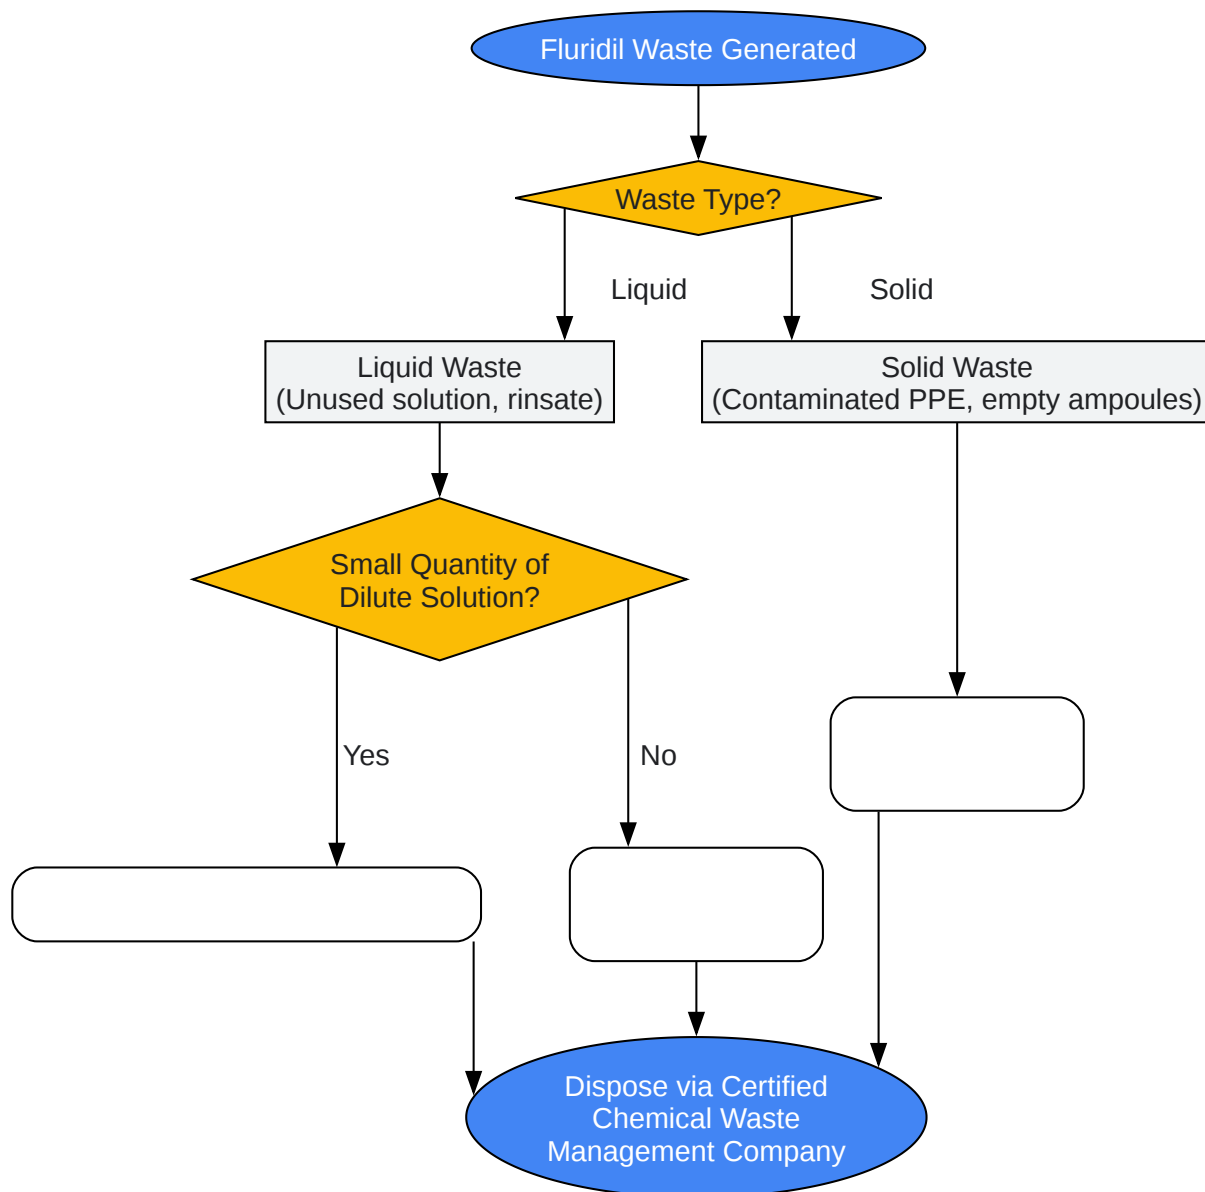 Fluridil Waste Generated
Waste Type?
Liquid
Solid
Liquid Waste
(Unused solution, rinsate)
Solid Waste
(Contaminated PPE, empty ampoules)
Small Quantity of
Dilute Solution?
Yes
No
Dispose via Certified
Chemical Waste
Management Company